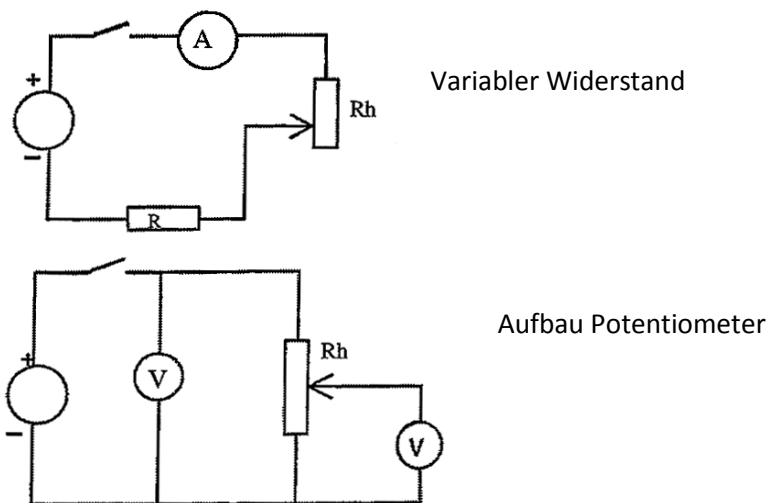 A
+
Variabler Widerstand
Rh
−
R
Aufbau Potentiometer
Rh
+
V
−
V